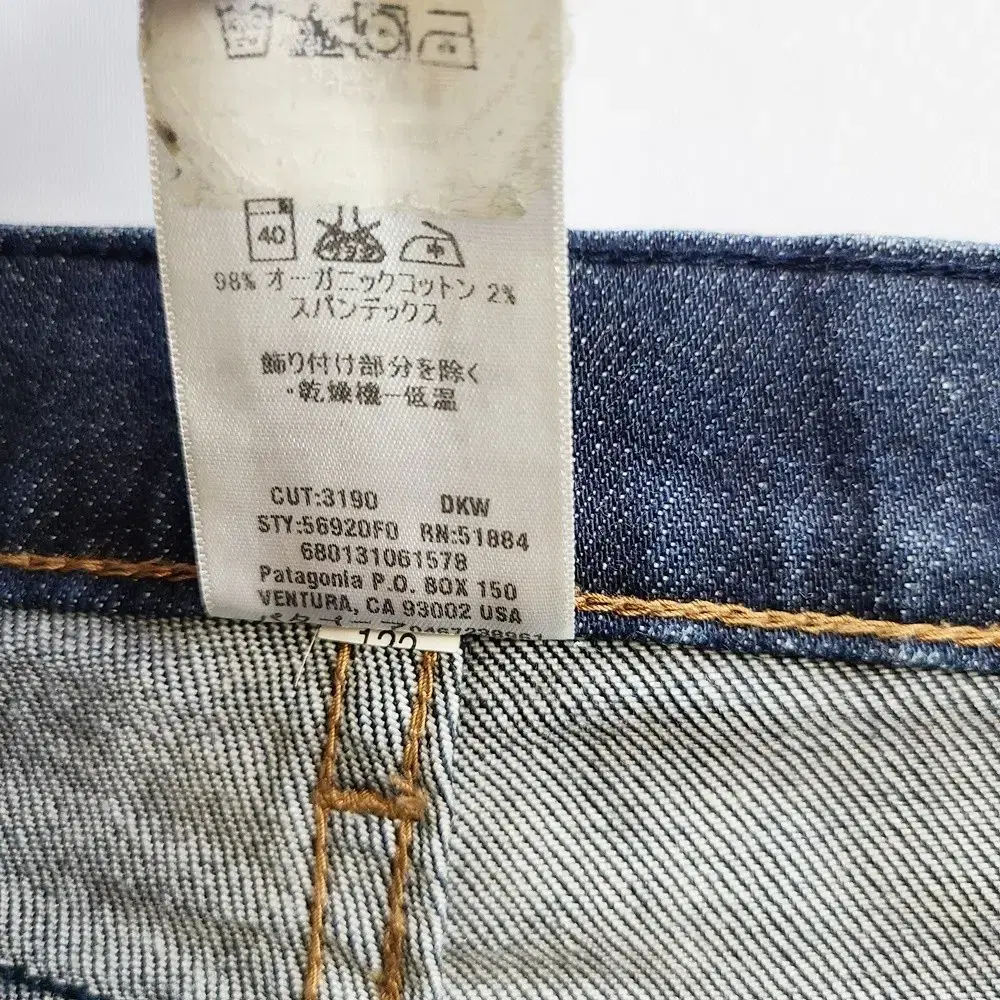 40
98% オーガニックコットン 2%
スパンデックス
飾り付け部分を除く
・乾燥機ー低温
CUT:3190 DKW
STY:56920F0 RN:51884
680131061578
Patagonia P.O. BOX 150
VENTURA, CA 93002 USA